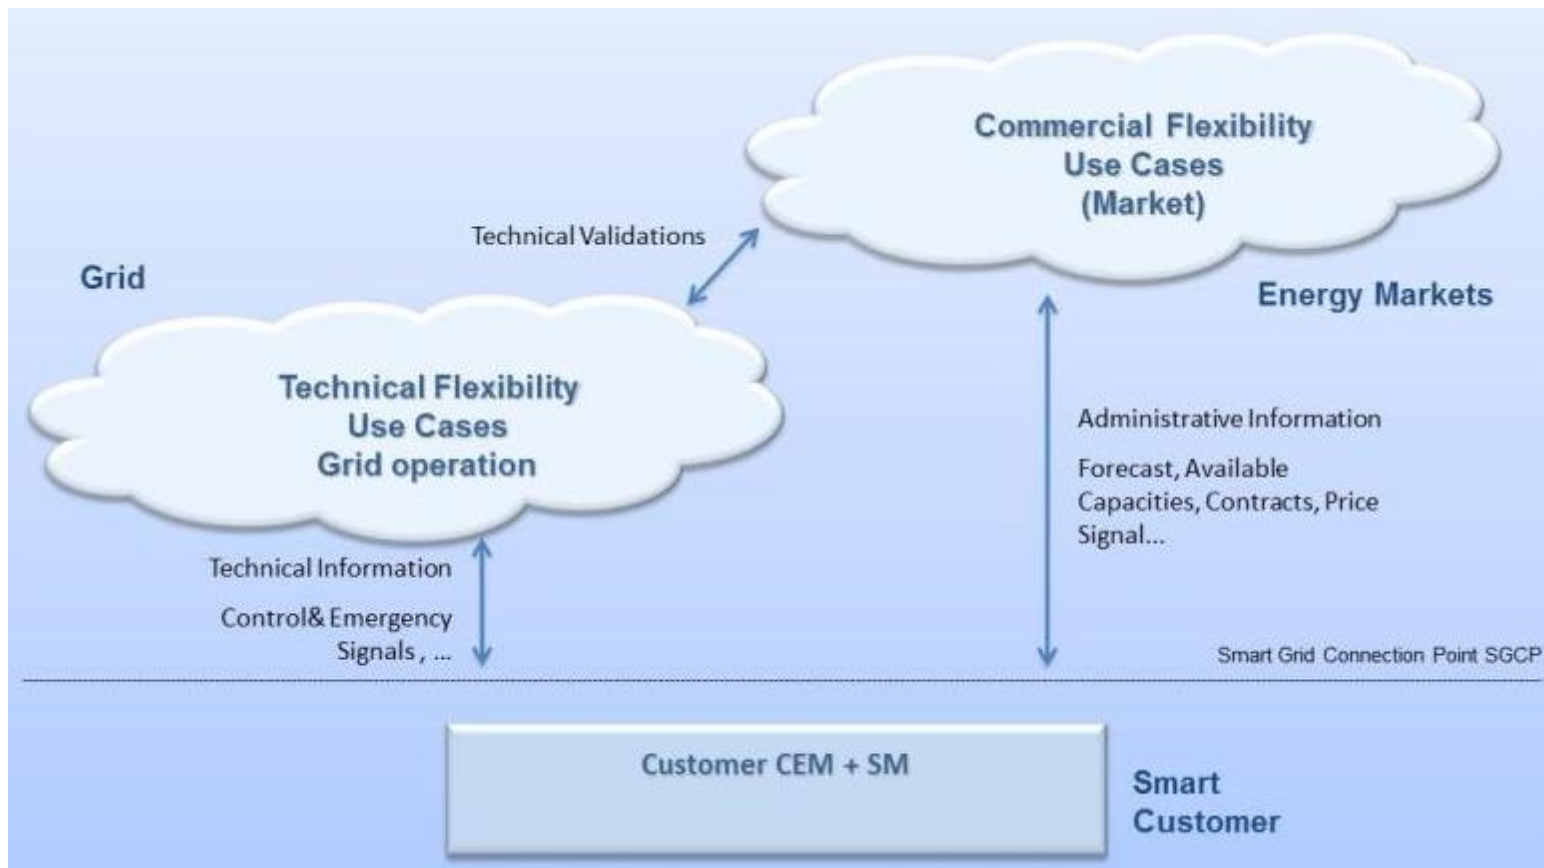 Commercial Flexibility
Use Cases
(Market)
Technical Validations
Grid
Energy Markets
Technical Flexibility
Use Cases
Grid operation
Administrative Information
Forecast, Available
Capacities, Contracts, Price
Signal...
Technical Information
Control& Emergency
Signals , ...
Smart Grid Connection Point SGCP
Customer CEM + SM
Smart
Customer